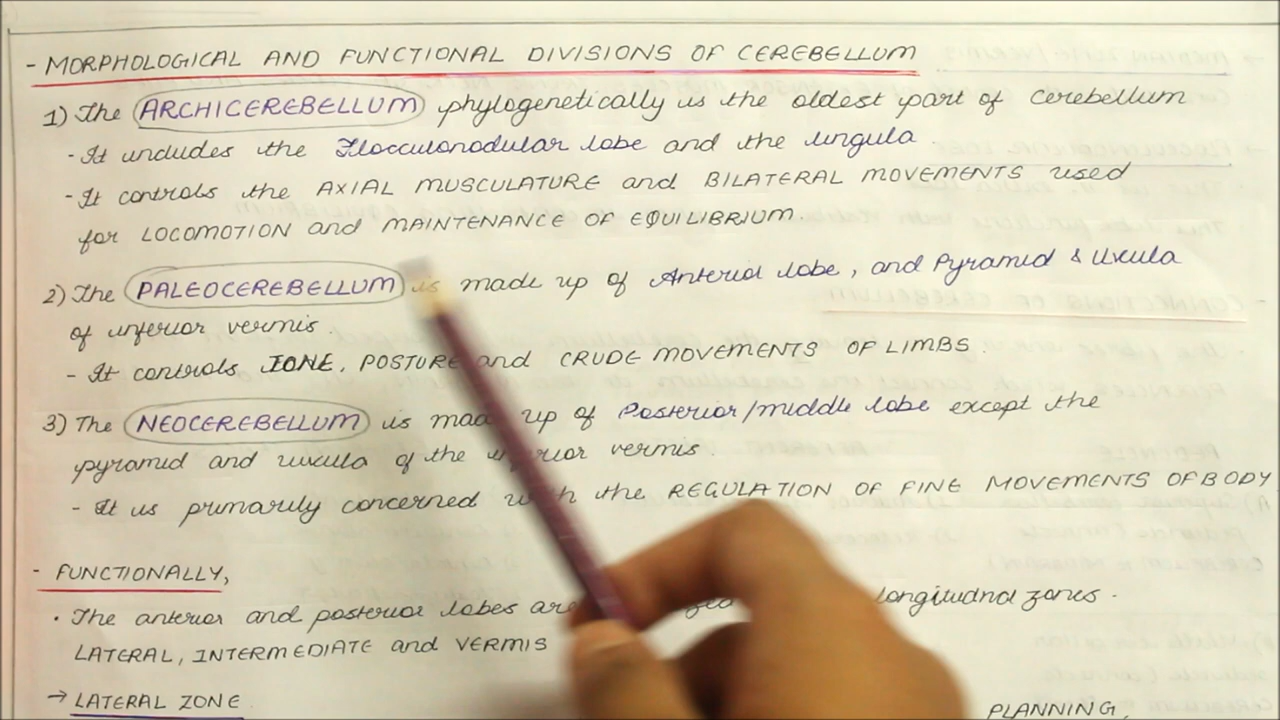 - MORPHOLOGICAL AND FUNCTIONAL DIVISIONS OF CEREBELLUM
1) The ARCHICEREBELLUM phylogenetically is the oldest part of cerebellum
- It includes the Flocculonodular lobe and the lingula
- It controls the AXIAL MUSCULATURE and BILATERAL MOVEMENTS used
for LOCOMOTION and MAINTENANCE OF EQUILIBRIUM.
2) The PALEOCEREBELLUM is made up of Anterior lobe, and Pyramid & Uvula
of inferior vermis.
- It controls TONE, POSTURE and CRUDE MOVEMENTS OF LIMBS.
3) The NEOCEREBELLUM is made up of Posterior/middle lobe except the
pyramid and uvula of the inferior vermis.
- It is primarily concerned with the REGULATION OF FINE MOVEMENTS OF BODY
- FUNCTIONALLY,
• The anterior and posterior lobes are longitudinal zones.
LATERAL, INTERMEDIATE and VERMIS
→ LATERAL ZONE
PLANNING,